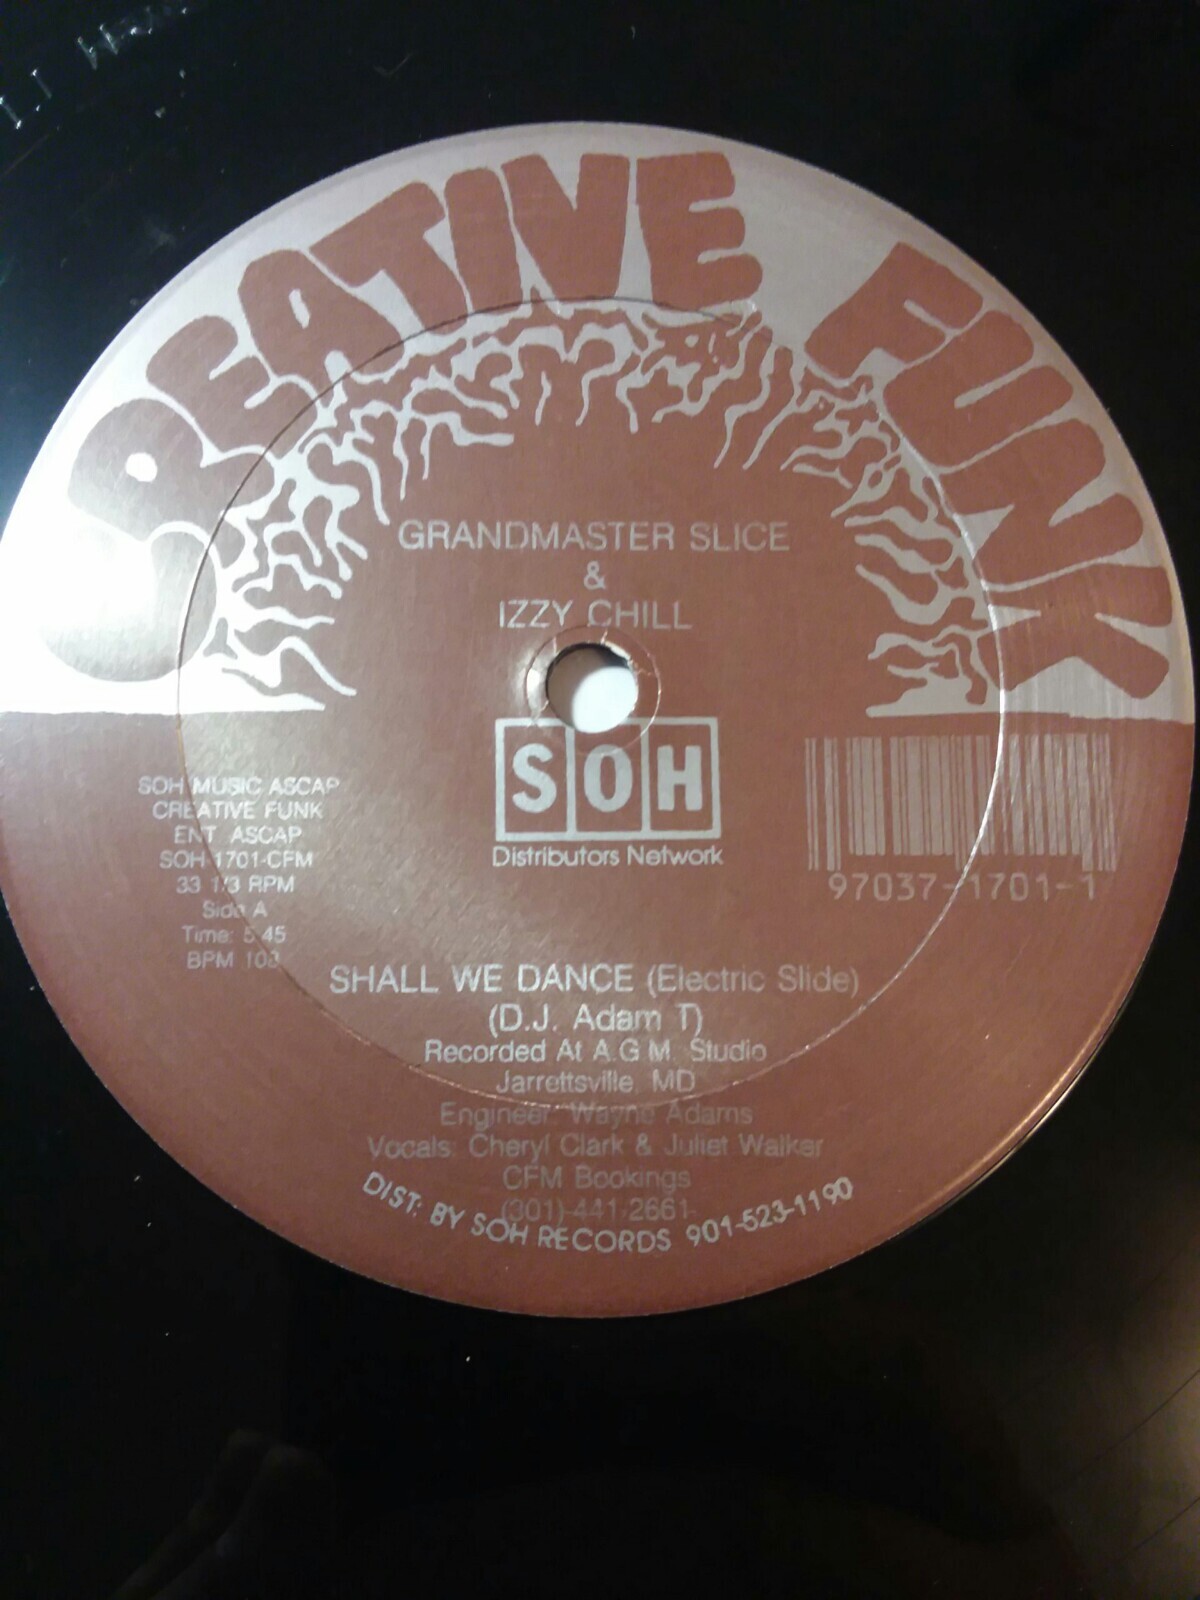 CREATIVE FUNK
GRANDMASTER SLICE
&
IZZY CHILL
SOH
Distributors Network
SOH MUSIC ASCAP
CREATIVE FUNK
ENT ASCAP
SOH-1701-CFM
33 1/3 RPM
Side A
Time: 5:45
BPM
97037-1701-1
SHALL WE DANCE (Electric Slide)
(D.J. Adam T)
Recorded At A.G.M. Studio
Jarrettsville, MD
Engineer: Wayne Adams
Vocals: Cheryl Clark & Juliet Walker
CFM Bookings
(301)-441-2661
DIST: BY SOH RECORDS 901-523-1190